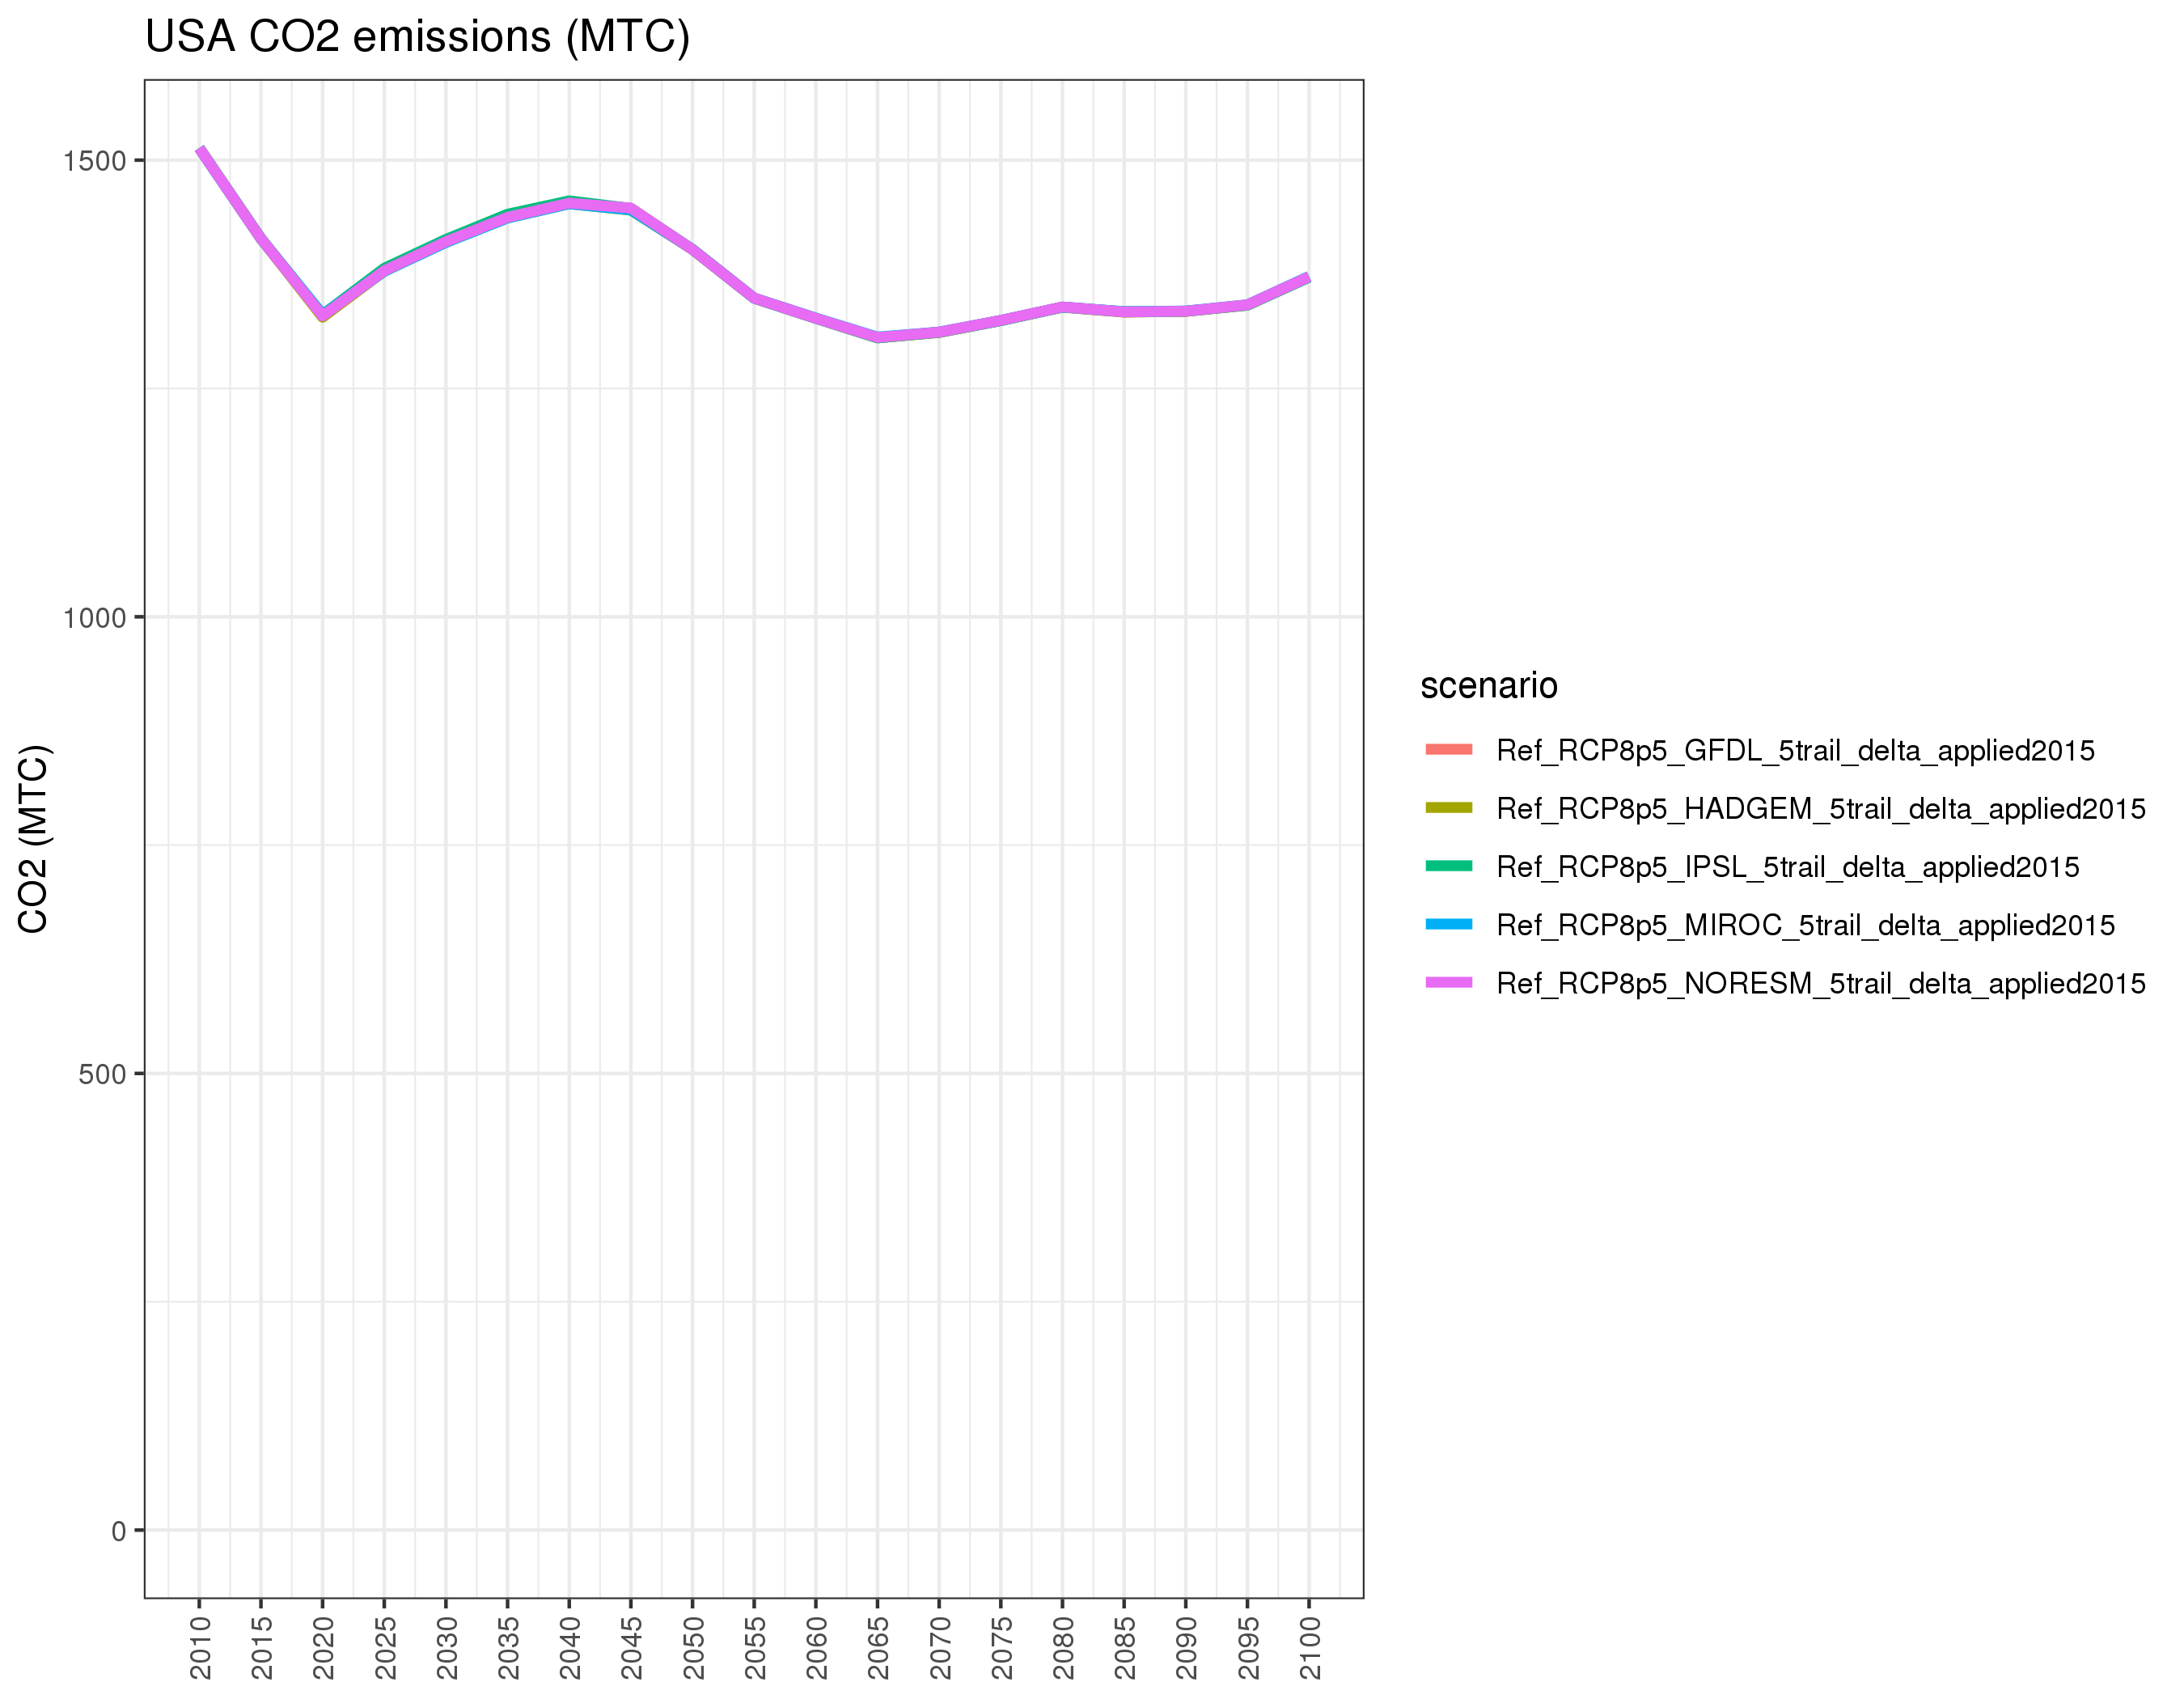 USA CO2 emissions (MTC)
CO2 (MTC)
1500
1000
500
0
2010
2015
2020
2025
2030
2035
2040
2045
2050
2055
2060
2065
2070
2075
2080
2085
2090
2095
2100
scenario
Ref_RCP8p5_GFDL_5trail_delta_applied2015
Ref_RCP8p5_HADGEM_5trail_delta_applied2015
Ref_RCP8p5_IPSL_5trail_delta_applied2015
Ref_RCP8p5_MIROC_5trail_delta_applied2015
Ref_RCP8p5_NORESM_5trail_delta_applied2015